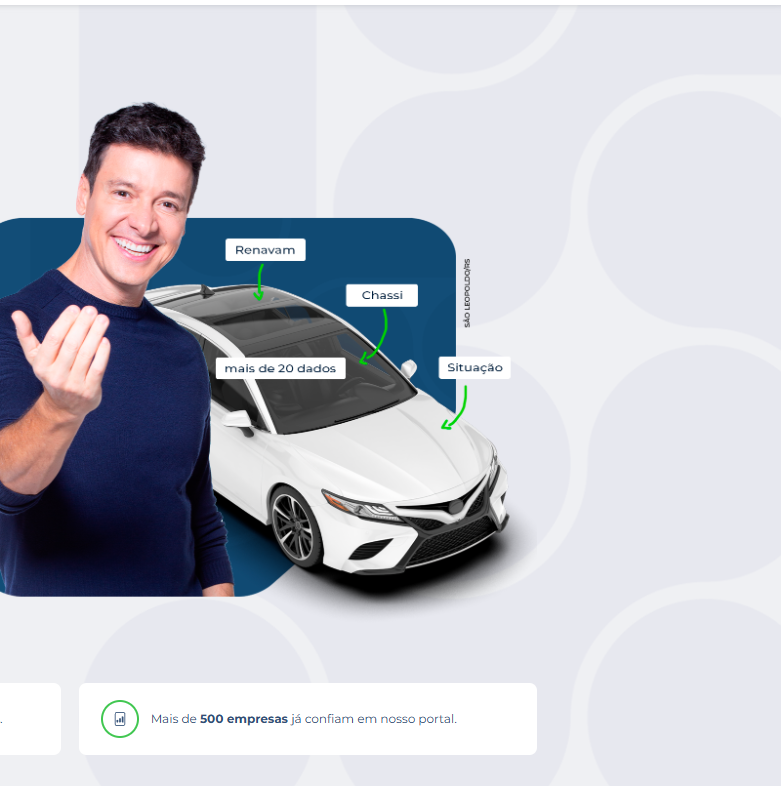 Renavam
Chassi
SÃO LEOPOLDO/RS
mais de 20 dados
Situação
.
Mais de 500 empresas já confiam em nosso portal.